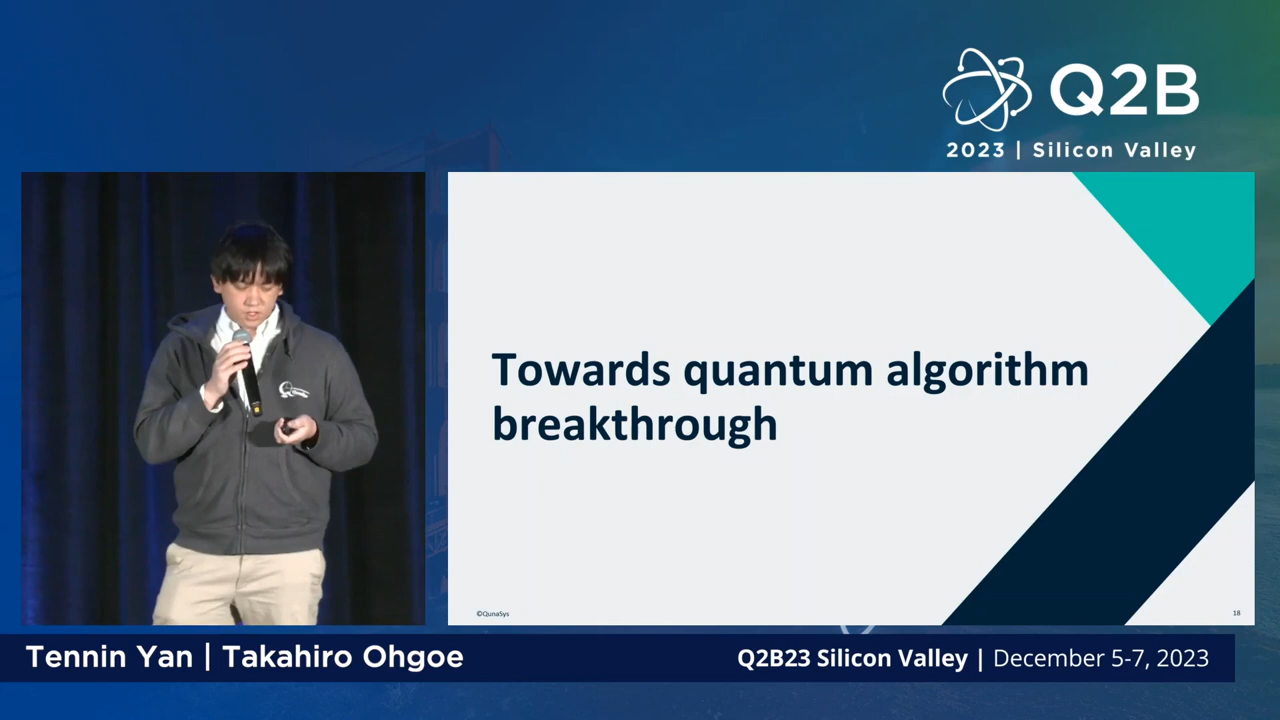 Q2B
2023 | Silicon Valley
Towards quantum algorithm
breakthrough
©QunaSys
18
Tennin Yan | Takahiro Ohgoe
Q2B23 Silicon Valley | December 5-7, 2023